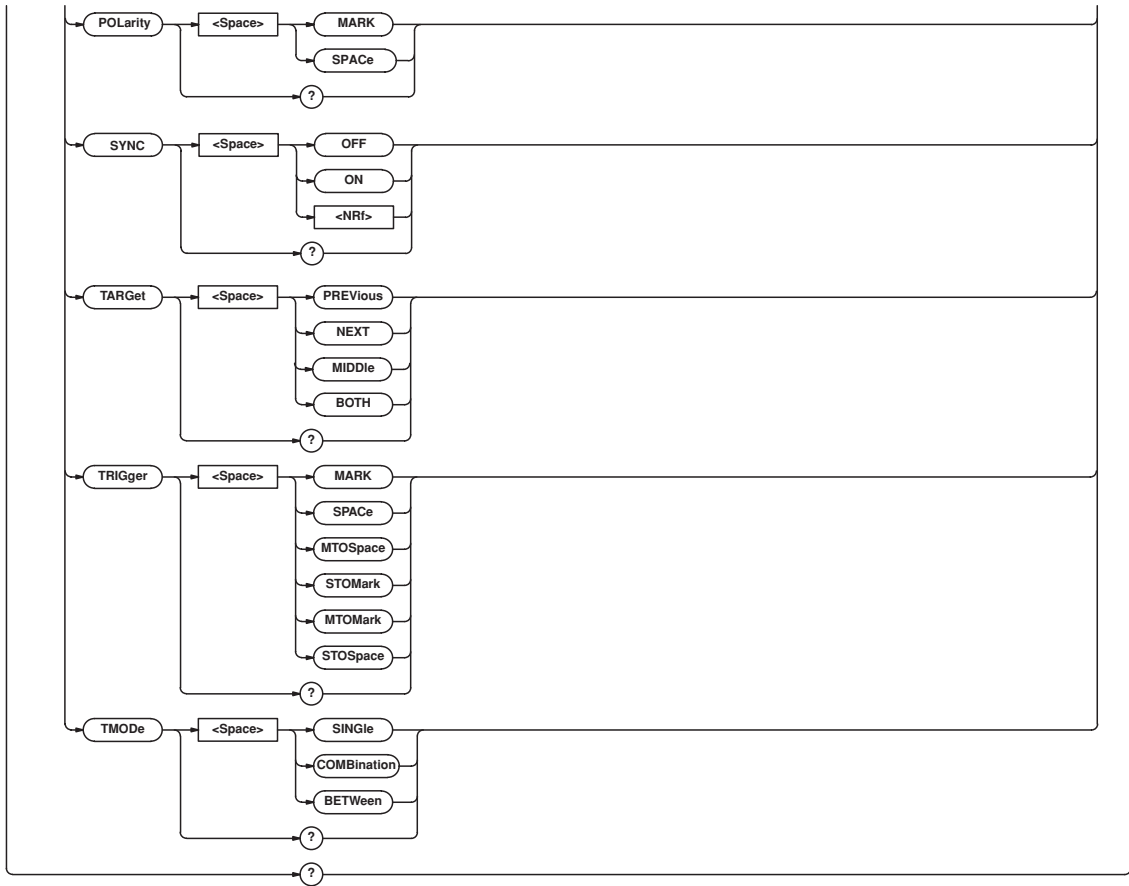 POLarity <Space> MARK
SPACe
?
SYNC <Space> OFF
ON
<NRf>
?
TARGet <Space> PREVious
NEXT
MIDDle
BOTH
?
TRIGger <Space> MARK
SPACe
MTOSpace
STOMark
MTOMark
STOSpace
?
TMODe <Space> SINGle
COMBination
BETWeen
?
?